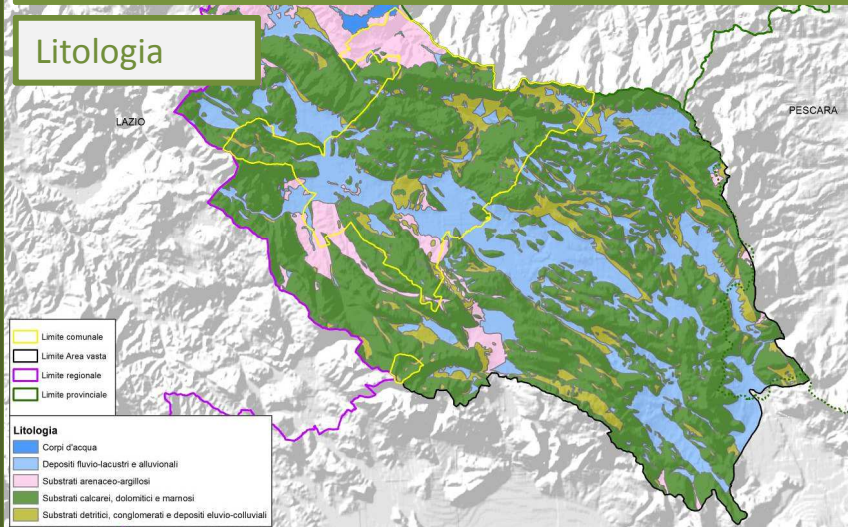 Litologia
LAZIO
PESCARA
Limite comunale
Limite Area vasta
Limite regionale
Limite provinciale
Litologia
Corpi d'acqua
Depositi fluvio-lacustri e alluvionali
Substrati arenaceo-argillosi
Substrati calcarei, dolomitici e marnosi
Substrati detritici, conglomerati e depositi eluvio-colluviali